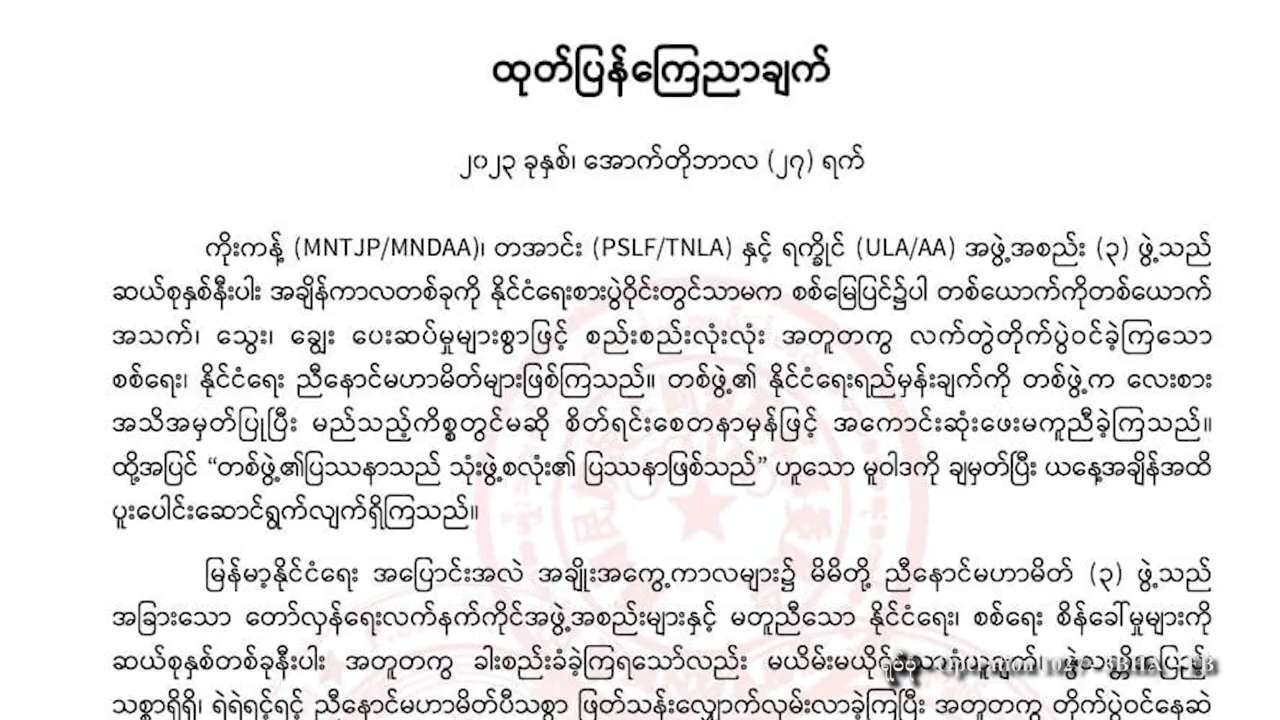 ထုတ်ပြန်ကြေညာချက်
၂၀၂၃ ခုနှစ်၊ အောက်တိုဘာလ (၂၇) ရက်
ကိုးကန့် (MNTJP/MNDAA)၊ တအာင်း (PSLF/TNLA) နှင့် ရက္ခိုင် (ULA/AA) အဖွဲ့အစည်း (၃) ဖွဲ့သည်
ဆယ်စုနှစ်နီးပါး အချိန်ကာလတစ်ခုကို နိုင်ငံရေးစားပွဲဝိုင်းတွင်သာမက စစ်မြေပြင်၌ပါ တစ်ယောက်ကိုတစ်ယောက်
အသက်၊ သွေး၊ ချွေး ပေးဆပ်မှုများစွာဖြင့် စည်းစည်းလုံးလုံး အတူတကွ လက်တွဲတိုက်ပွဲဝင်ခဲ့ကြသော
စစ်ရေး၊ နိုင်ငံရေး ညီနောင်မဟာမိတ်များဖြစ်ကြသည်။ တစ်ဖွဲ့၏ နိုင်ငံရေးရည်မှန်းချက်ကို တစ်ဖွဲ့က လေးစား
အသိအမှတ်ပြုပြီး မည်သည့်ကိစ္စတွင်မဆို စိတ်ရင်းစေတနာမှန်ဖြင့် အကောင်းဆုံးဖေးမကူညီခဲ့ကြသည်။
ထို့အပြင် “တစ်ဖွဲ့၏ပြဿနာသည် သုံးဖွဲ့စလုံး၏ ပြဿနာဖြစ်သည်” ဟူသော မူဝါဒကို ချမှတ်ပြီး ယနေ့အချိန်အထိ
ပူးပေါင်းဆောင်ရွက်လျက်ရှိကြသည်။
မြန်မာ့နိုင်ငံရေး အပြောင်းအလဲ အချိုးအကွေ့ကာလများ၌ မိမိတို့ ညီနောင်မဟာမိတ် (၃) ဖွဲ့သည်
အခြားသော တော်လှန်ရေးလက်နက်ကိုင်အဖွဲ့အစည်းများနှင့် မတူညီသော နိုင်ငံရေး၊ စစ်ရေး စိန်ခေါ်မှုများကို
ဆယ်စုနှစ်တစ်ခုနီးပါး အတူတကွ ခါးစည်းခံခဲ့ကြရသော်လည်း
သစ္စာရှိရှိ၊ ရဲရဲရင့်ရင့် ညီနောင်မဟာမိတ်ပီသစွာ ဖြတ်သန်းလျှောက်လှမ်းလာခဲ့ကြပြီး အတူတကွ တိုက်ပွဲဝင်နေဆဲ